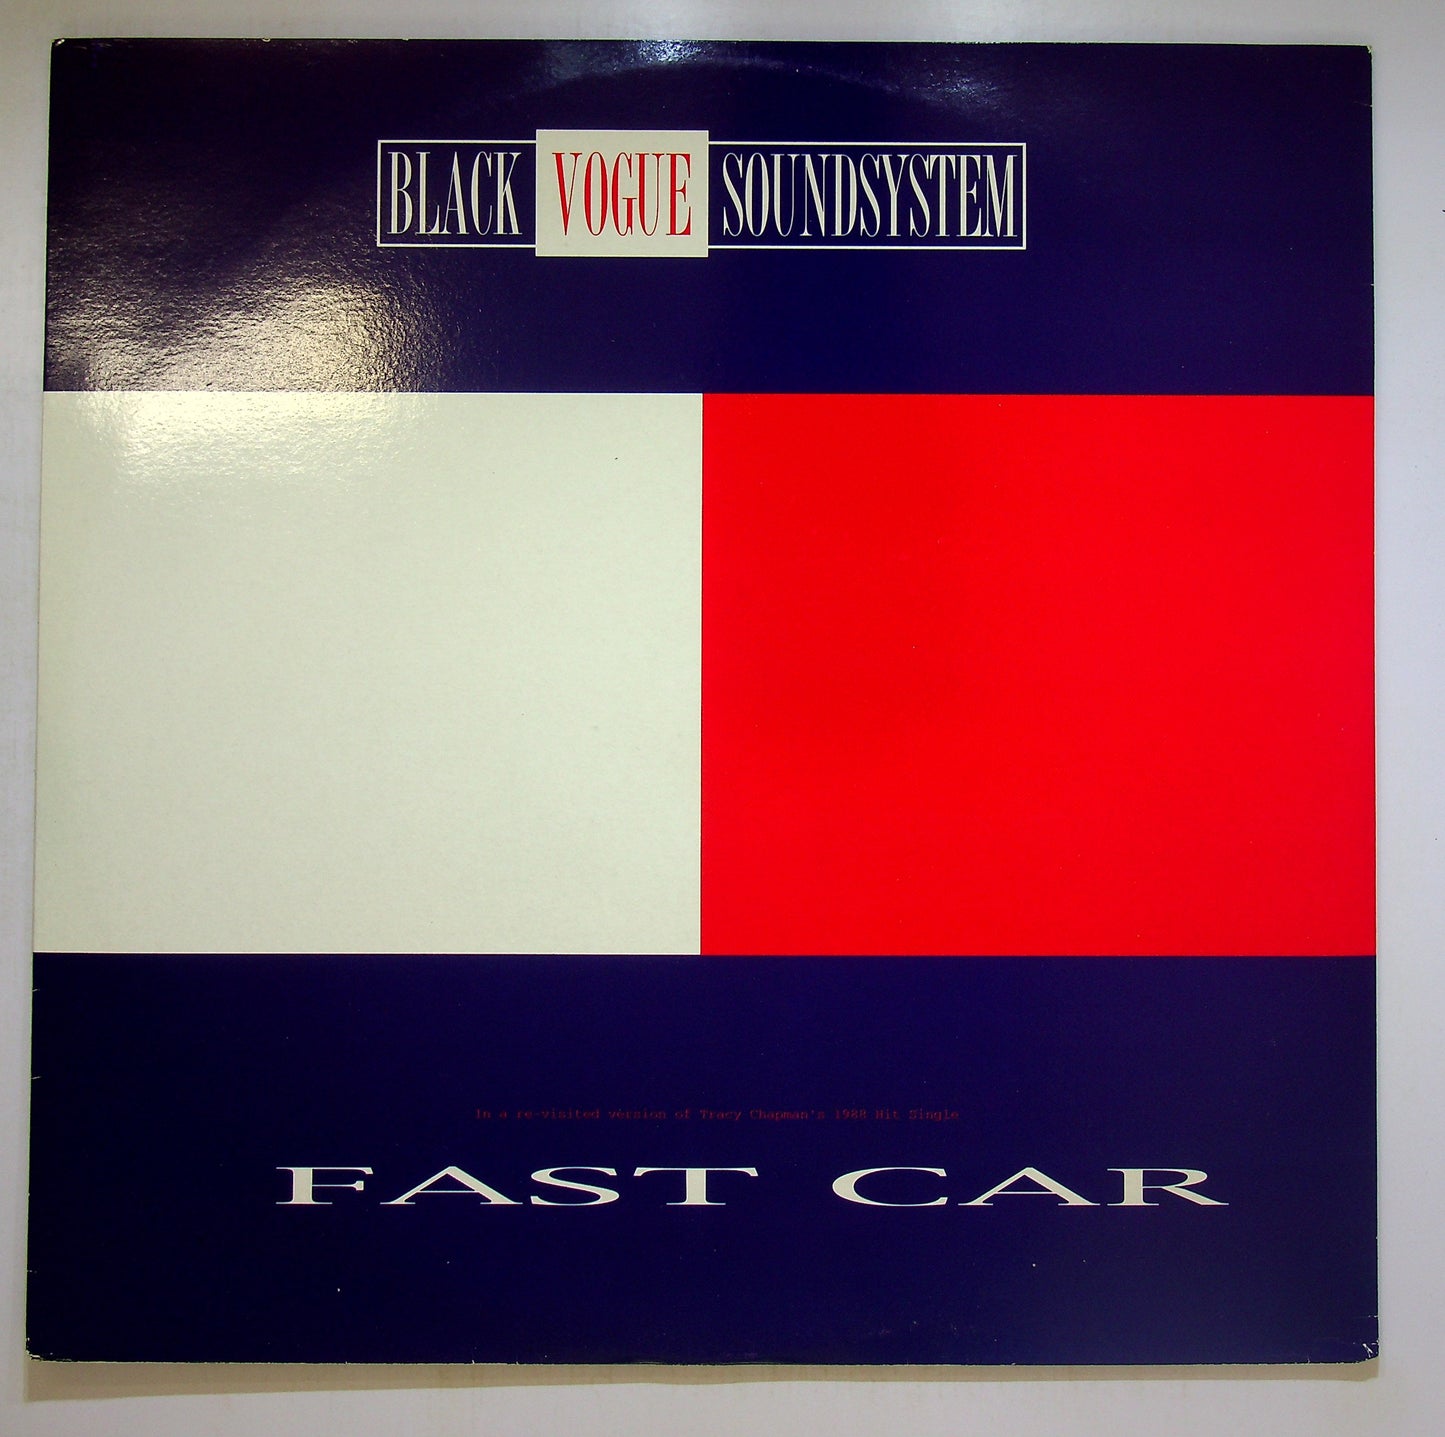 BLACK VOGUE SOUNDSYSTEM
In a re-visited version of Tracy Chapman's 1988 Hit Single
FAST CAR